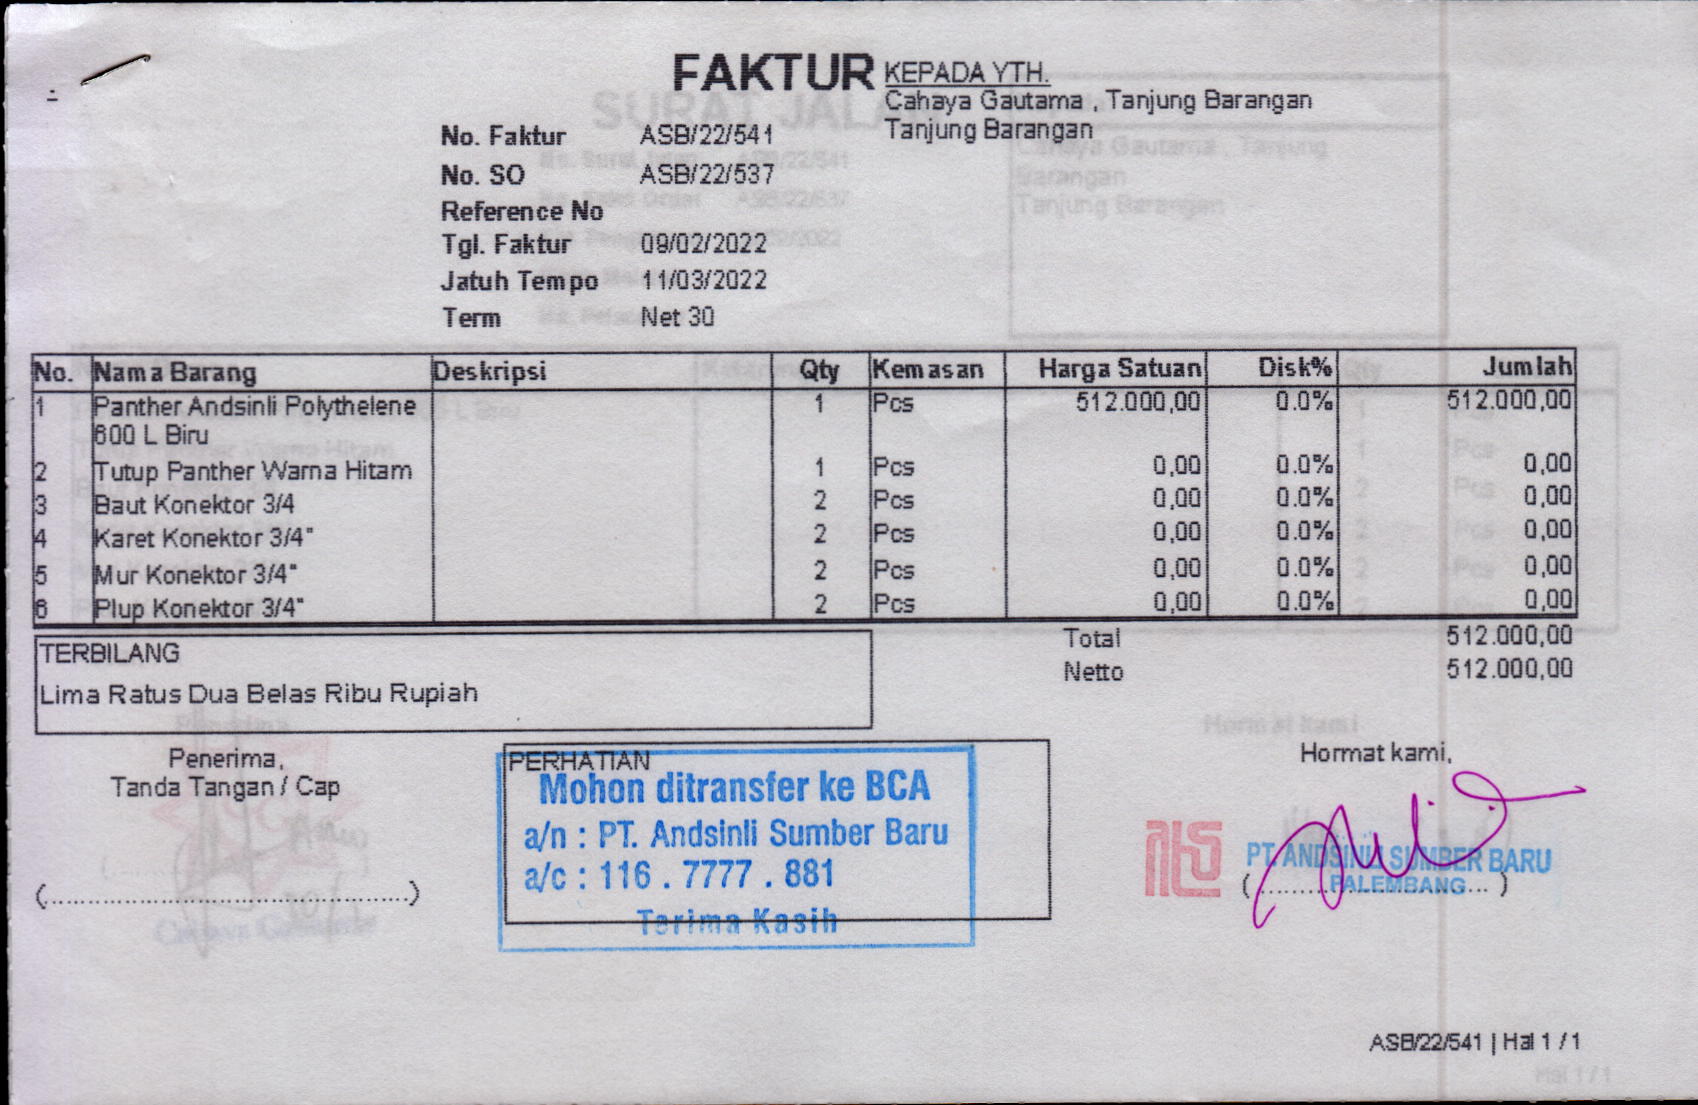 FAKTUR
KEPADA YTH.
Cahaya Gautama , Tanjung Barangan
Tanjung Barangan
No. Faktur ASB/22/541
No. SO ASB/22/537
Reference No
Tgl. Faktur 09/02/2022
Jatuh Tempo 11/03/2022
Term Net 30
No. Nama Barang Deskripsi Qty Kemasan Harga Satuan Disk% Jumlah
1 Panther Andsinli Polythelene 1 Pcs 512.000,00 0.0% 512.000,00
600 L Biru
2 Tutup Panther Warna Hitam 1 Pcs 0,00 0.0% 0,00
3 Baut Konektor 3/4 2 Pcs 0,00 0.0% 0,00
4 Karet Konektor 3/4" 2 Pcs 0,00 0.0% 0,00
5 Mur Konektor 3/4" 2 Pcs 0,00 0.0% 0,00
6 Plup Konektor 3/4" 2 Pcs 0,00 0.0% 0,00
Total 512.000,00
Netto 512.000,00
TERBILANG
Lima Ratus Dua Belas Ribu Rupiah
Penerima,
Tanda Tangan / Cap
(..........................................)
PERHATIAN
Mohon ditransfer ke BCA
a/n : PT. Andsinli Sumber Baru
a/c : 116 . 7777 . 881
Terima Kasih
Hormat kami,
PT. ANDSINLI SUMBER BARU
PALEMBANG
ASB/22/541 | Hal 1 / 1